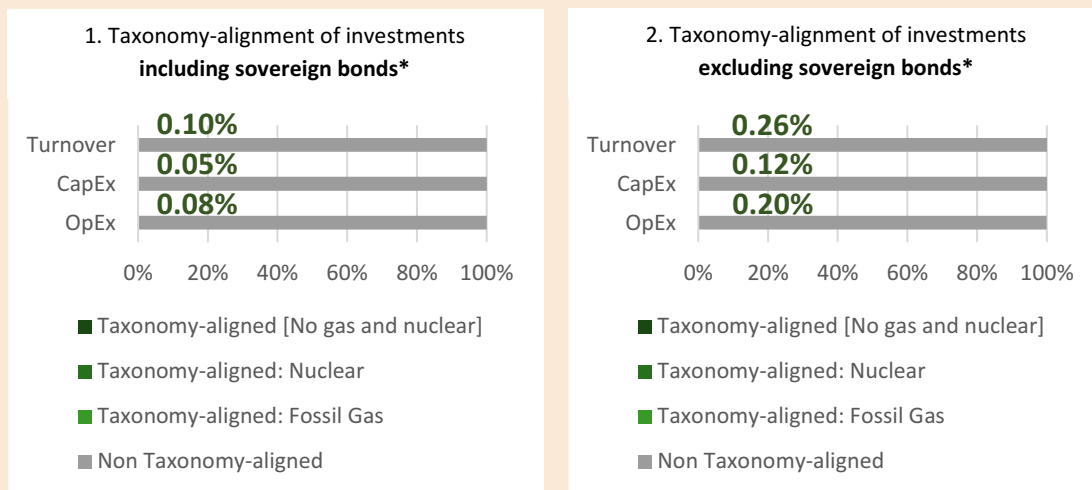 1. Taxonomy-alignment of investments
including sovereign bonds*
0.10%
Turnover
0.05%
CapEx
0.08%
OpEx
0% 20% 40% 60% 80% 100%
Taxonomy-aligned [No gas and nuclear]
Taxonomy-aligned: Nuclear
Taxonomy-aligned: Fossil Gas
Non Taxonomy-aligned
2. Taxonomy-alignment of investments
excluding sovereign bonds*
0.26%
Turnover
0.12%
CapEx
0.20%
OpEx
0% 20% 40% 60% 80% 100%
Taxonomy-aligned [No gas and nuclear]
Taxonomy-aligned: Nuclear
Taxonomy-aligned: Fossil Gas
Non Taxonomy-aligned